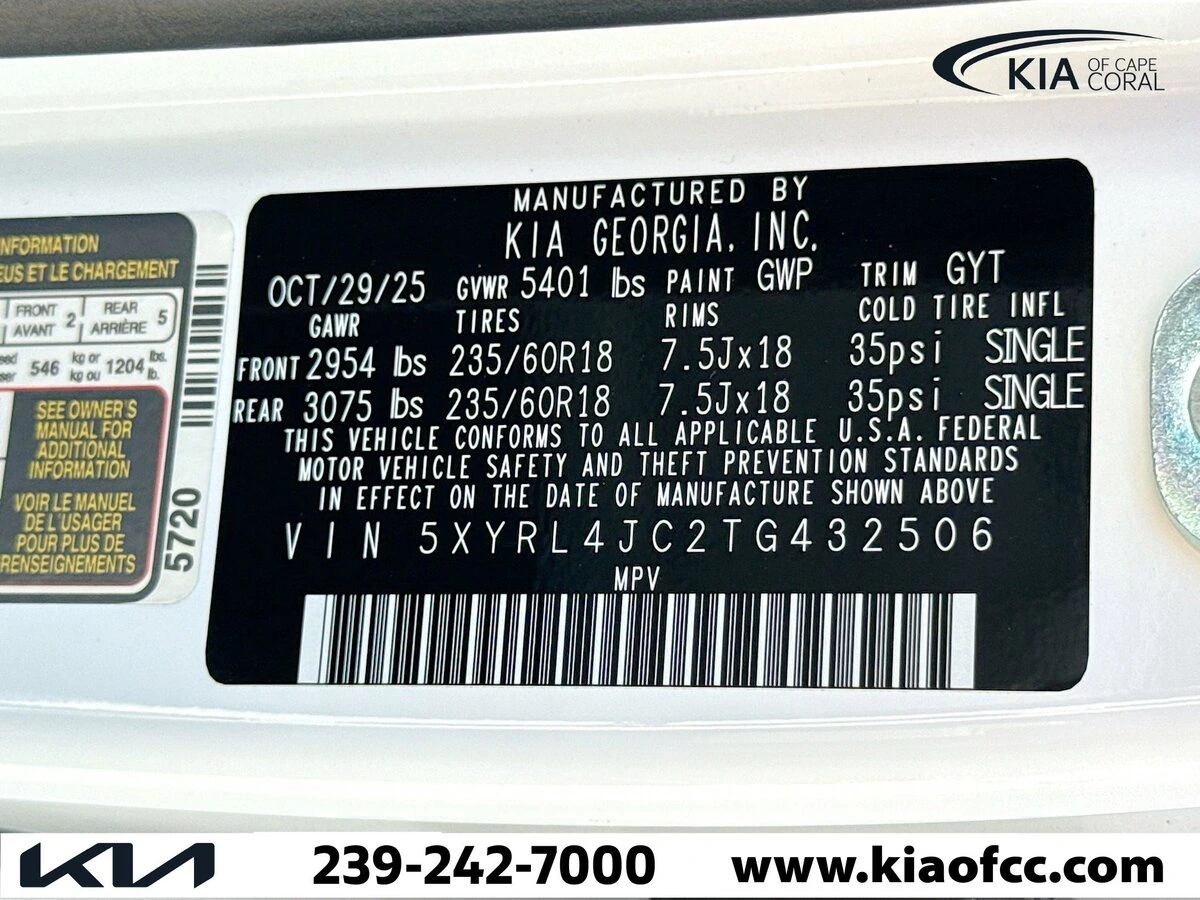 KIA OF CAPE CORAL
MANUFACTURED BY
KIA GEORGIA, INC.
OCT/29/25 GVWR 5401 lbs PAINT GWP TRIM GYT
GAWR TIRES RIMS COLD TIRE INFL
FRONT 2954 lbs 235/60R18 7.5Jx18 35psi SINGLE
REAR 3075 lbs 235/60R18 7.5Jx18 35psi SINGLE
THIS VEHICLE CONFORMS TO ALL APPLICABLE U.S.A. FEDERAL
MOTOR VEHICLE SAFETY AND THEFT PREVENTION STANDARDS
IN EFFECT ON THE DATE OF MANUFACTURE SHOWN ABOVE
VIN 5XYRL4JC2TG432506
MPV
ET LE CHARGEMENT
FRONT 2 REAR 5
AVANT ARRIÈRE
546 kg or 1204 lbs.
kg ou lb.
SEE OWNER'S
MANUAL FOR
ADDITIONAL
INFORMATION
VOIR LE MANUEL
DE L'USAGER
POUR PLUS DE
RENSEIGNEMENTS
5720
KIA 239-242-7000 www.kiaofcc.com